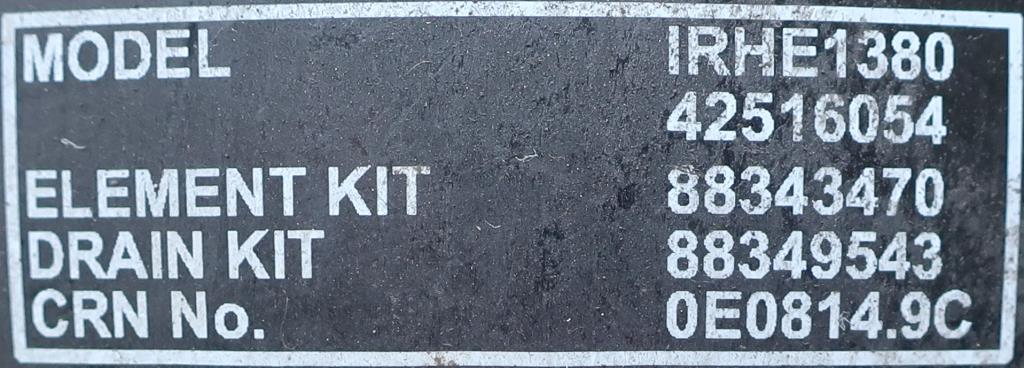 MODEL IRHE1380
42516054
ELEMENT KIT 88343470
DRAIN KIT 88349543
CRN No. 0E0814.9C